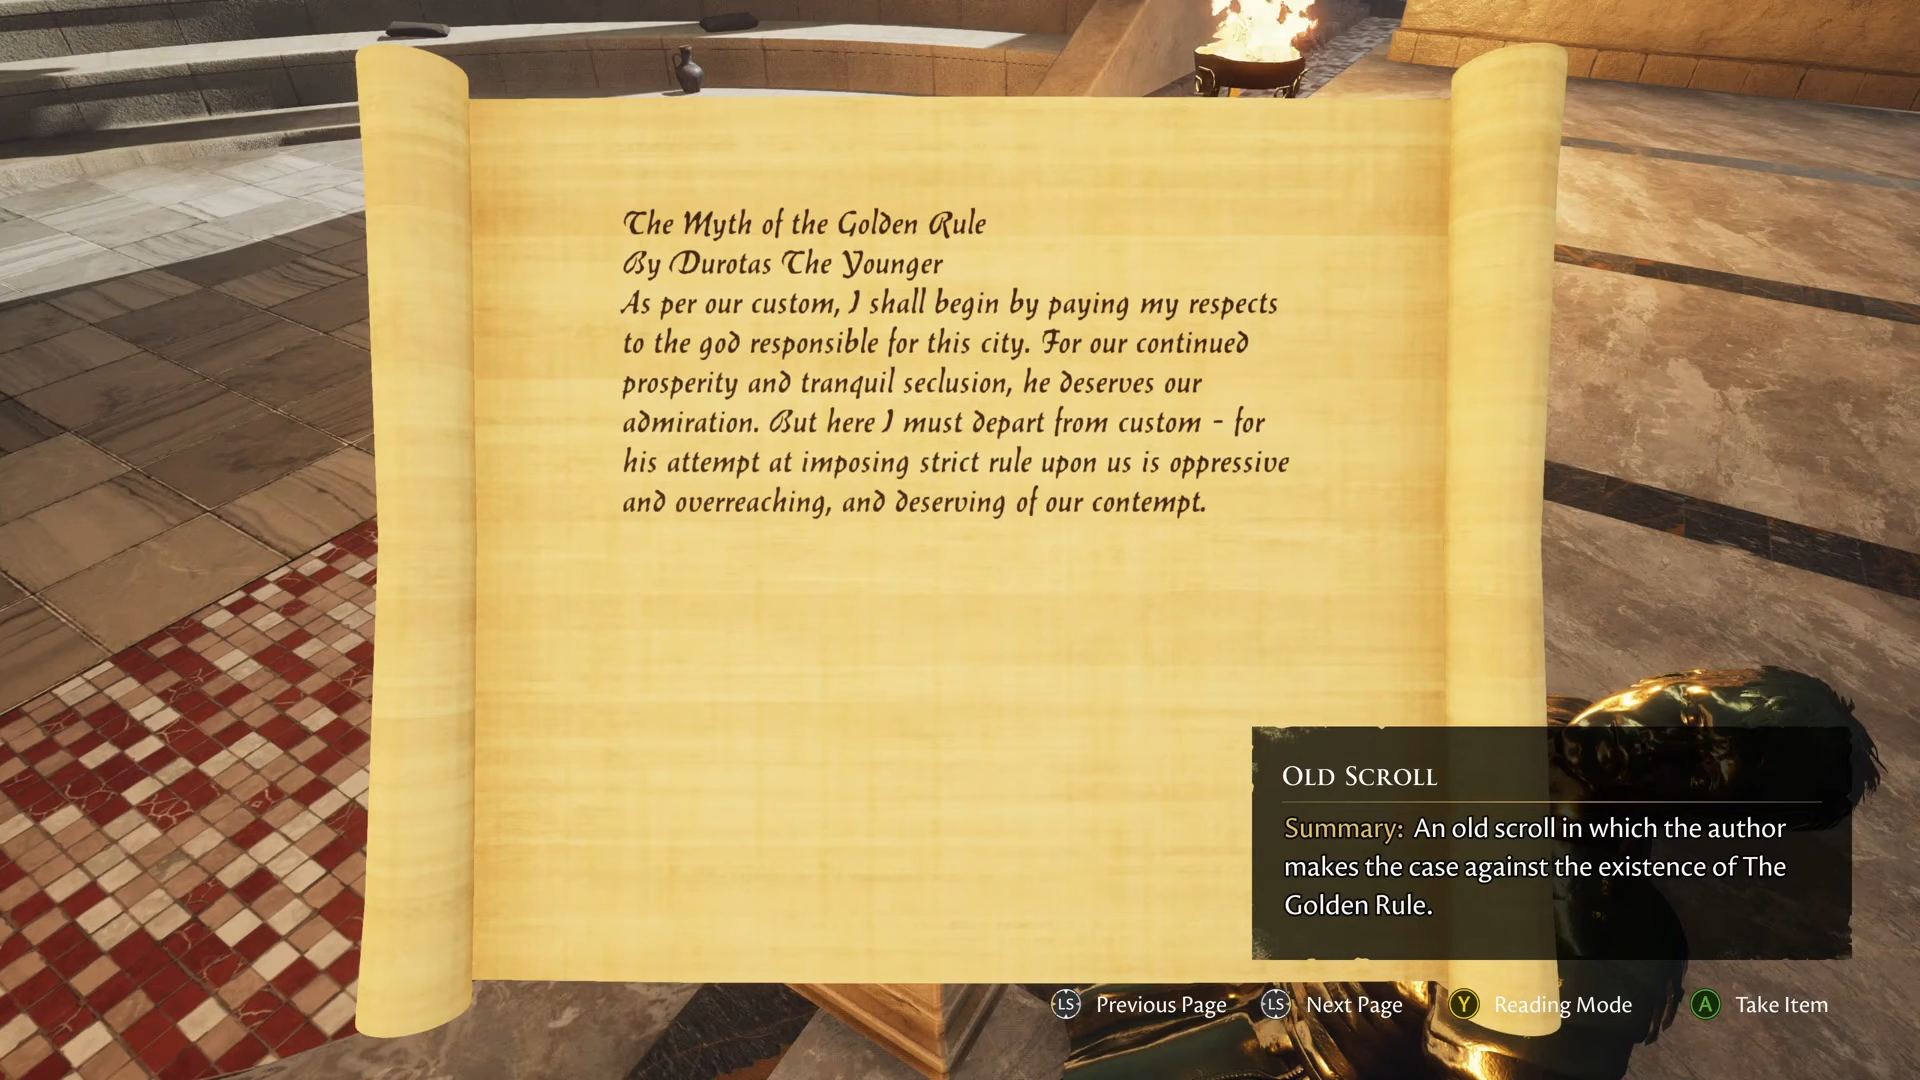 The Myth of the Golden Rule
By Durotas The Younger
As per our custom, I shall begin by paying my respects
to the god responsible for this city. For our continued
prosperity and tranquil seclusion, he deserves our
admiration. But here I must depart from custom - for
his attempt at imposing strict rule upon us is oppressive
and overreaching, and deserving of our contempt.
Old Scroll
Summary: An old scroll in which the author
makes the case against the existence of The
Golden Rule.
LS Previous Page LS Next Page Y Reading Mode A Take Item